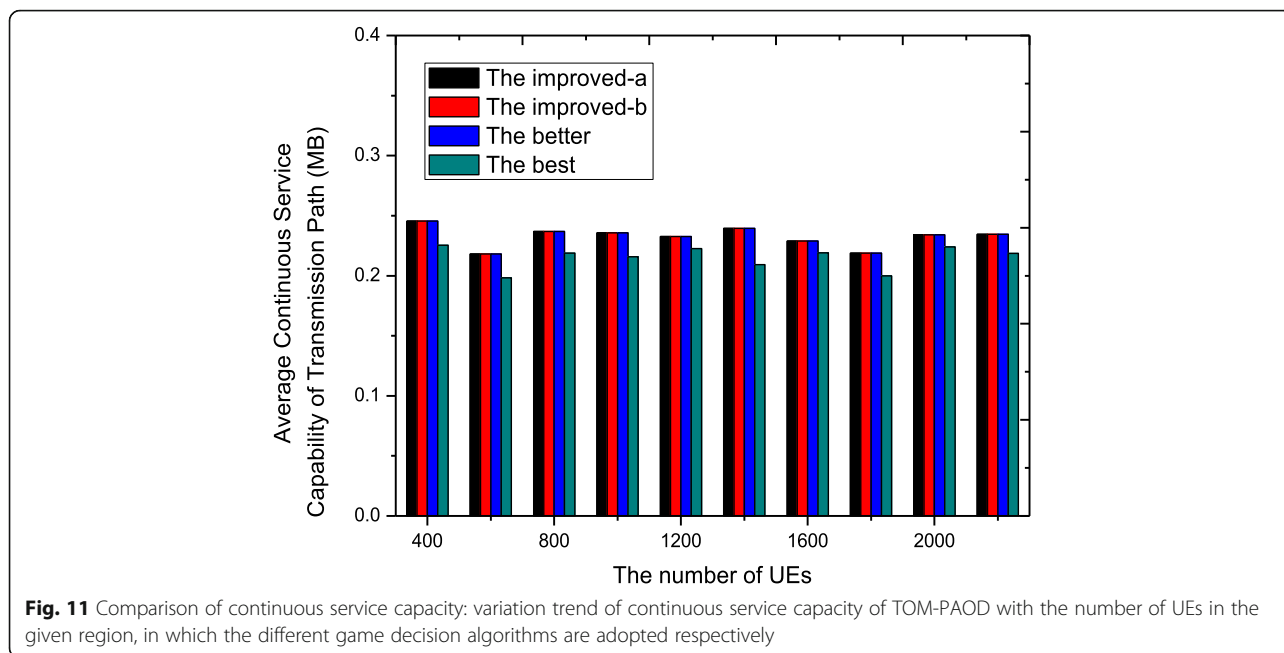 0.4
The improved-a
The improved-b
The better
The best
0.3
0.2
0.1
0.0
Average Continuous Service
Capability of Transmission Path (MB)
400 800 1200 1600 2000
The number of UEs
Fig. 11 Comparison of continuous service capacity: variation trend of continuous service capacity of TOM-PAOD with the number of UEs in the
given region, in which the different game decision algorithms are adopted respectively